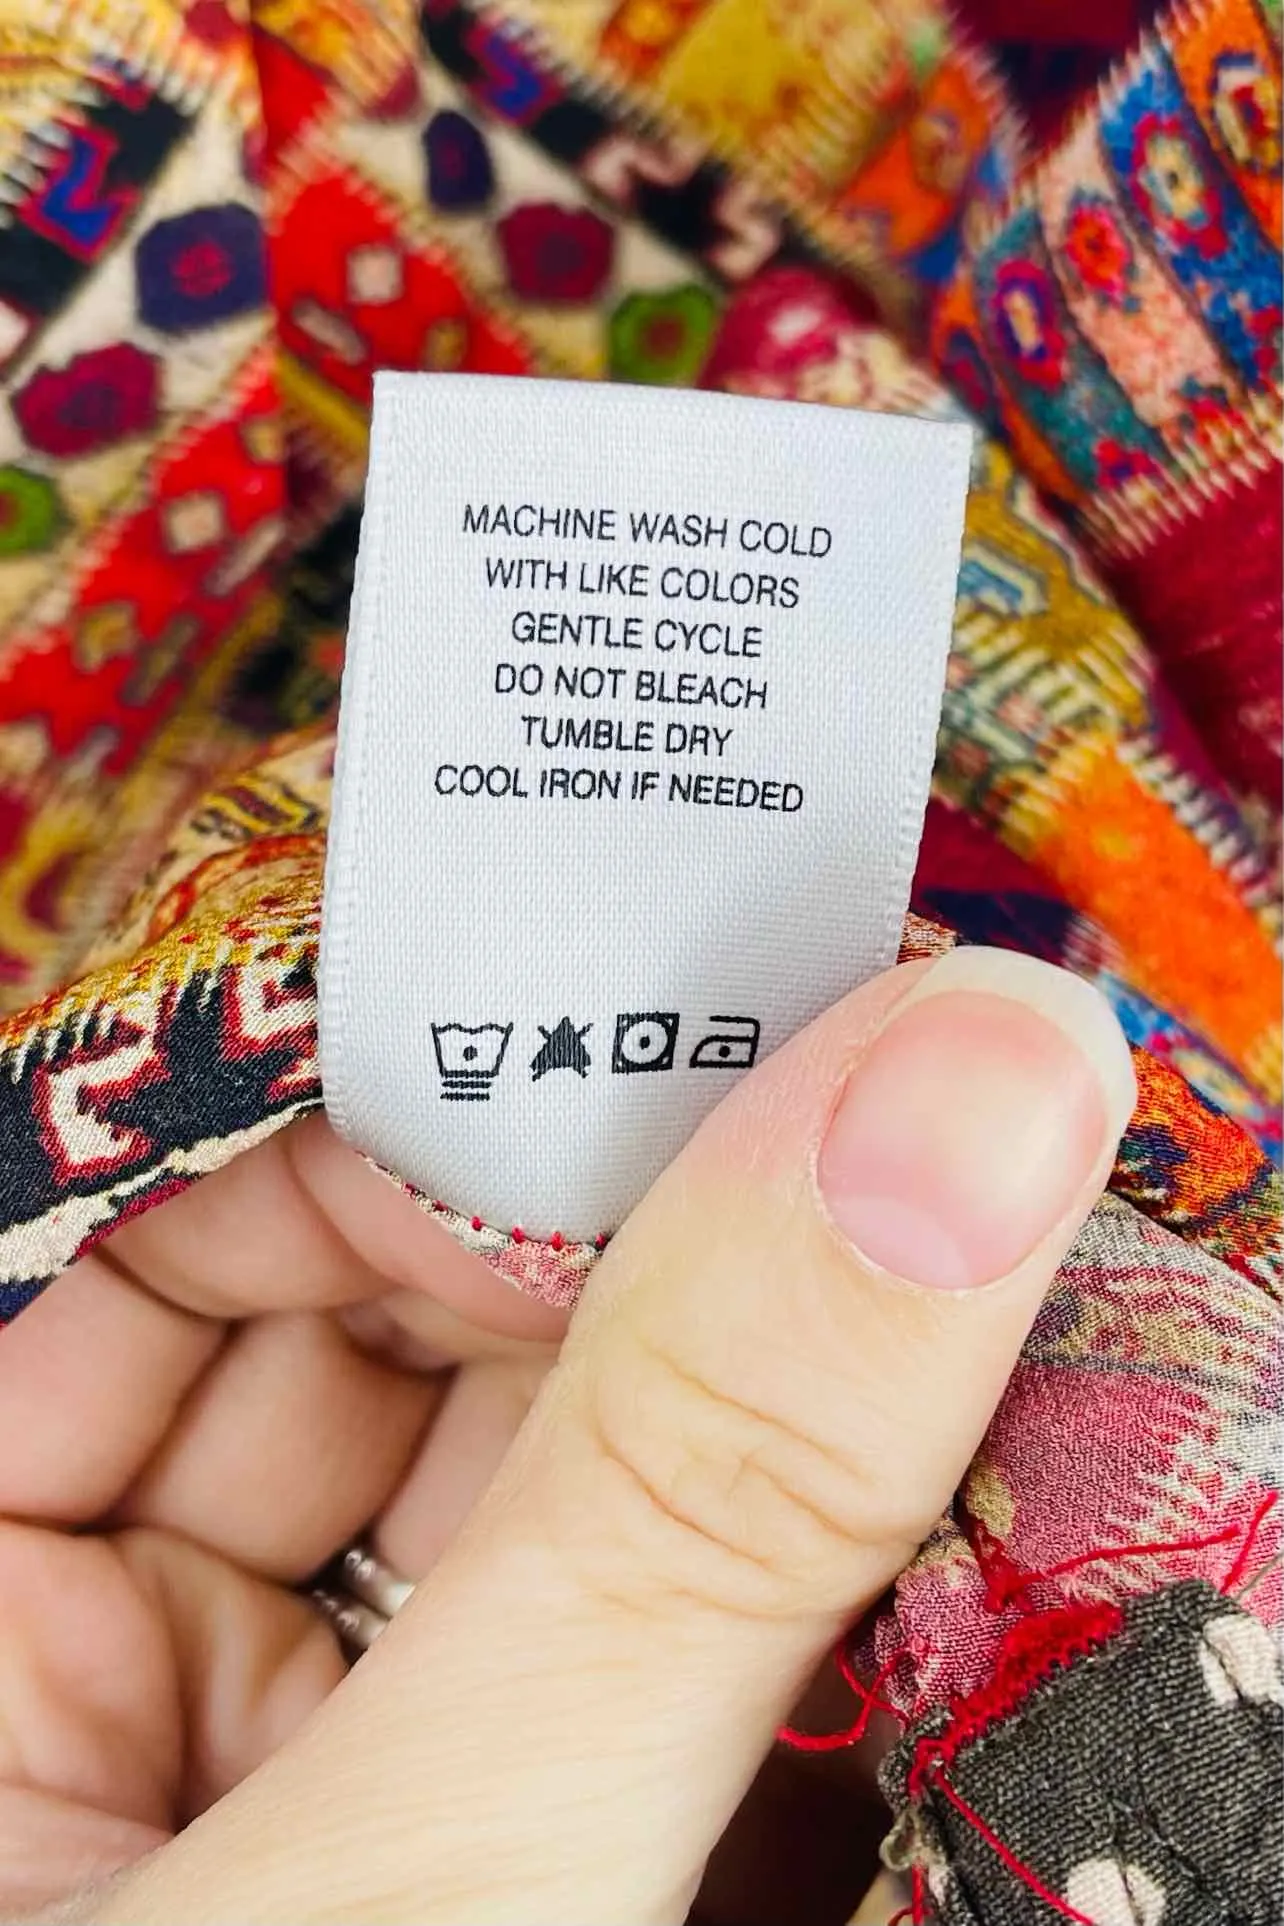 MACHINE WASH COLD
WITH LIKE COLORS
GENTLE CYCLE
DO NOT BLEACH
TUMBLE DRY
COOL IRON IF NEEDED